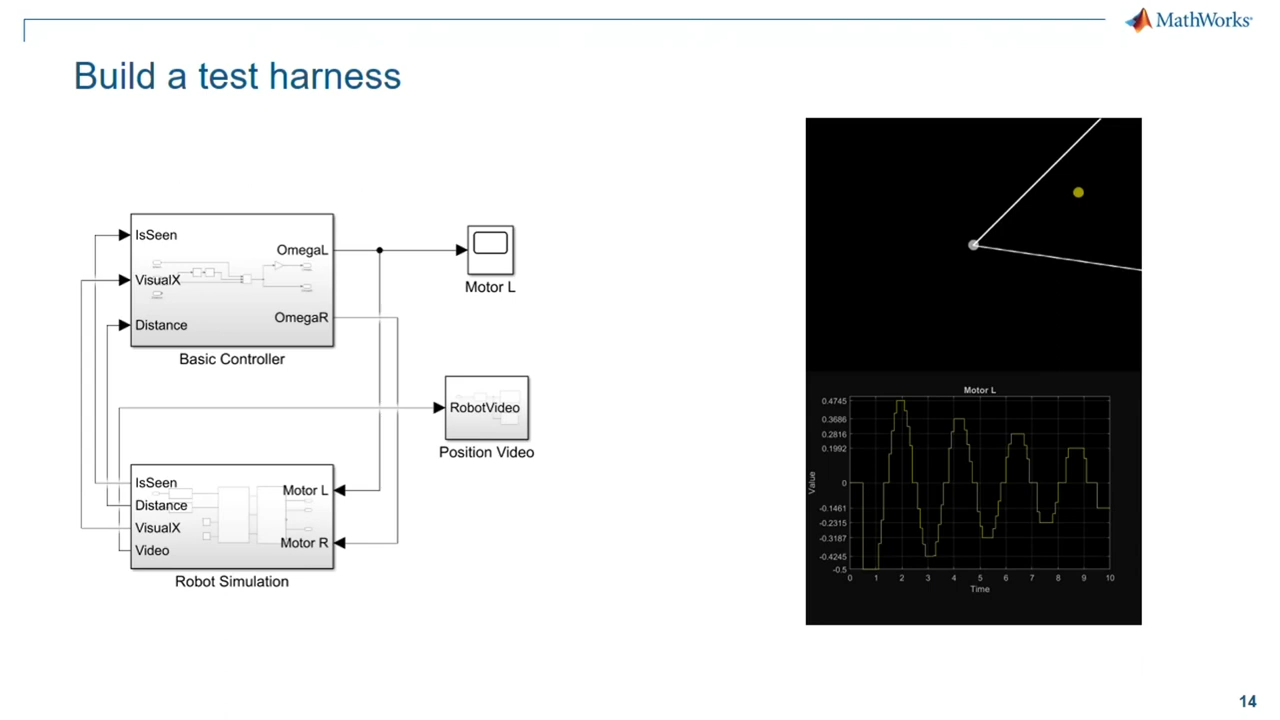 MathWorks
Build a test harness
IsSeen
VisualX
Distance
OmegaL
OmegaR
Basic Controller
Motor L
RobotVideo
Position Video
IsSeen
Distance
VisualX
Video
Motor L
Motor R
Robot Simulation
Motor L
0.4745
0.3686
0.2816
0.1992
0
-0.1461
-0.2315
-0.3187
-0.4245
-0.5
Value
0 1 2 3 4 5 6 7 8 9 10
Time
14